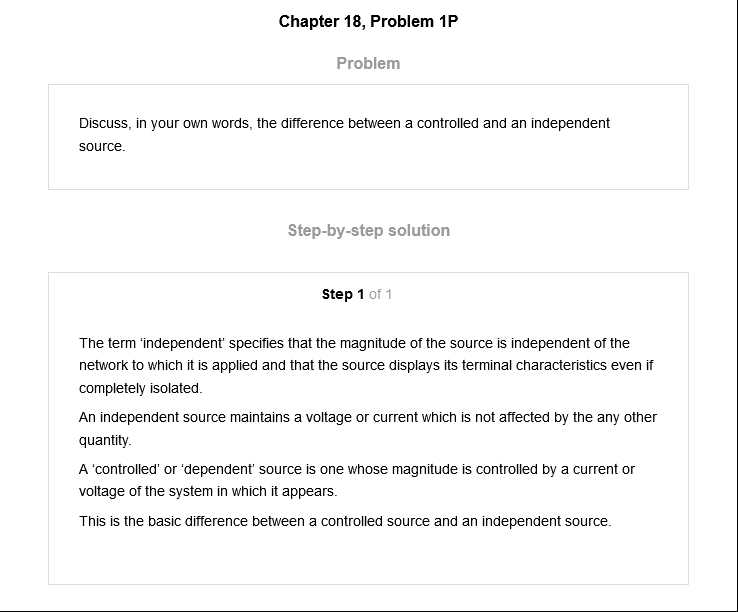 Chapter 18, Problem 1P
Problem
Discuss, in your own words, the difference between a controlled and an independent
source.
Step-by-step solution
Step 1 of 1
The term ‘independent’ specifies that the magnitude of the source is independent of the
network to which it is applied and that the source displays its terminal characteristics even if
completely isolated.
An independent source maintains a voltage or current which is not affected by the any other
quantity.
A ‘controlled’ or ‘dependent’ source is one whose magnitude is controlled by a current or
voltage of the system in which it appears.
This is the basic difference between a controlled source and an independent source.